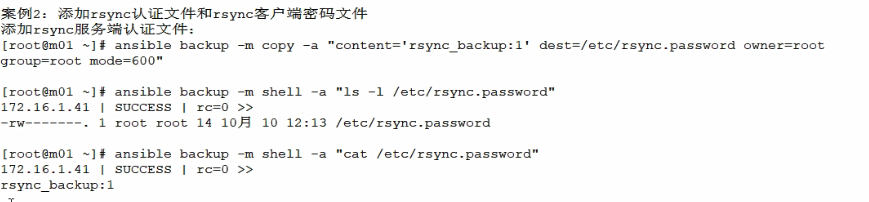 案例2：添加rsync认证文件和rsync客户端密码文件
添加rsync服务端认证文件：
[root@m01 ~]# ansible backup -m copy -a "content='rsync_backup:1' dest=/etc/rsync.password owner=root
group=root mode=600"
[root@m01 ~]# ansible backup -m shell -a "ls -l /etc/rsync.password"
172.16.1.41 | SUCCESS | rc=0 >>
-rw-------. 1 root root 14 10月 10 12:13 /etc/rsync.password
[root@m01 ~]# ansible backup -m shell -a "cat /etc/rsync.password"
172.16.1.41 | SUCCESS | rc=0 >>
rsync_backup:1